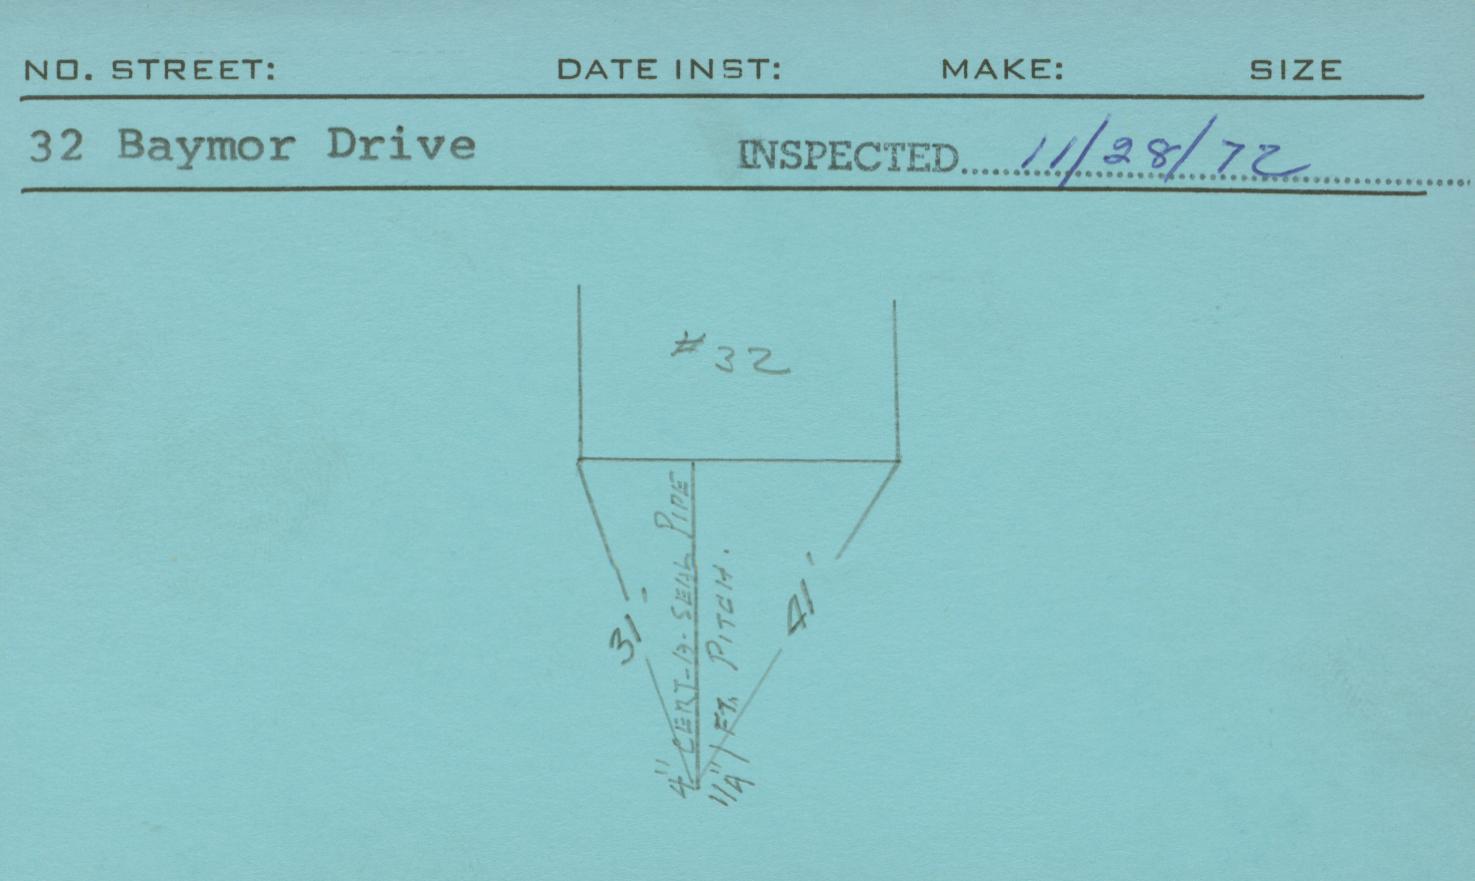 NO. STREET: DATE INST: MAKE: SIZE
32 Baymor Drive INSPECTED 11/28/72
#32
31'
4" CERT-19-SEAL PIPE
1/4" / FT. PITCH.
41'